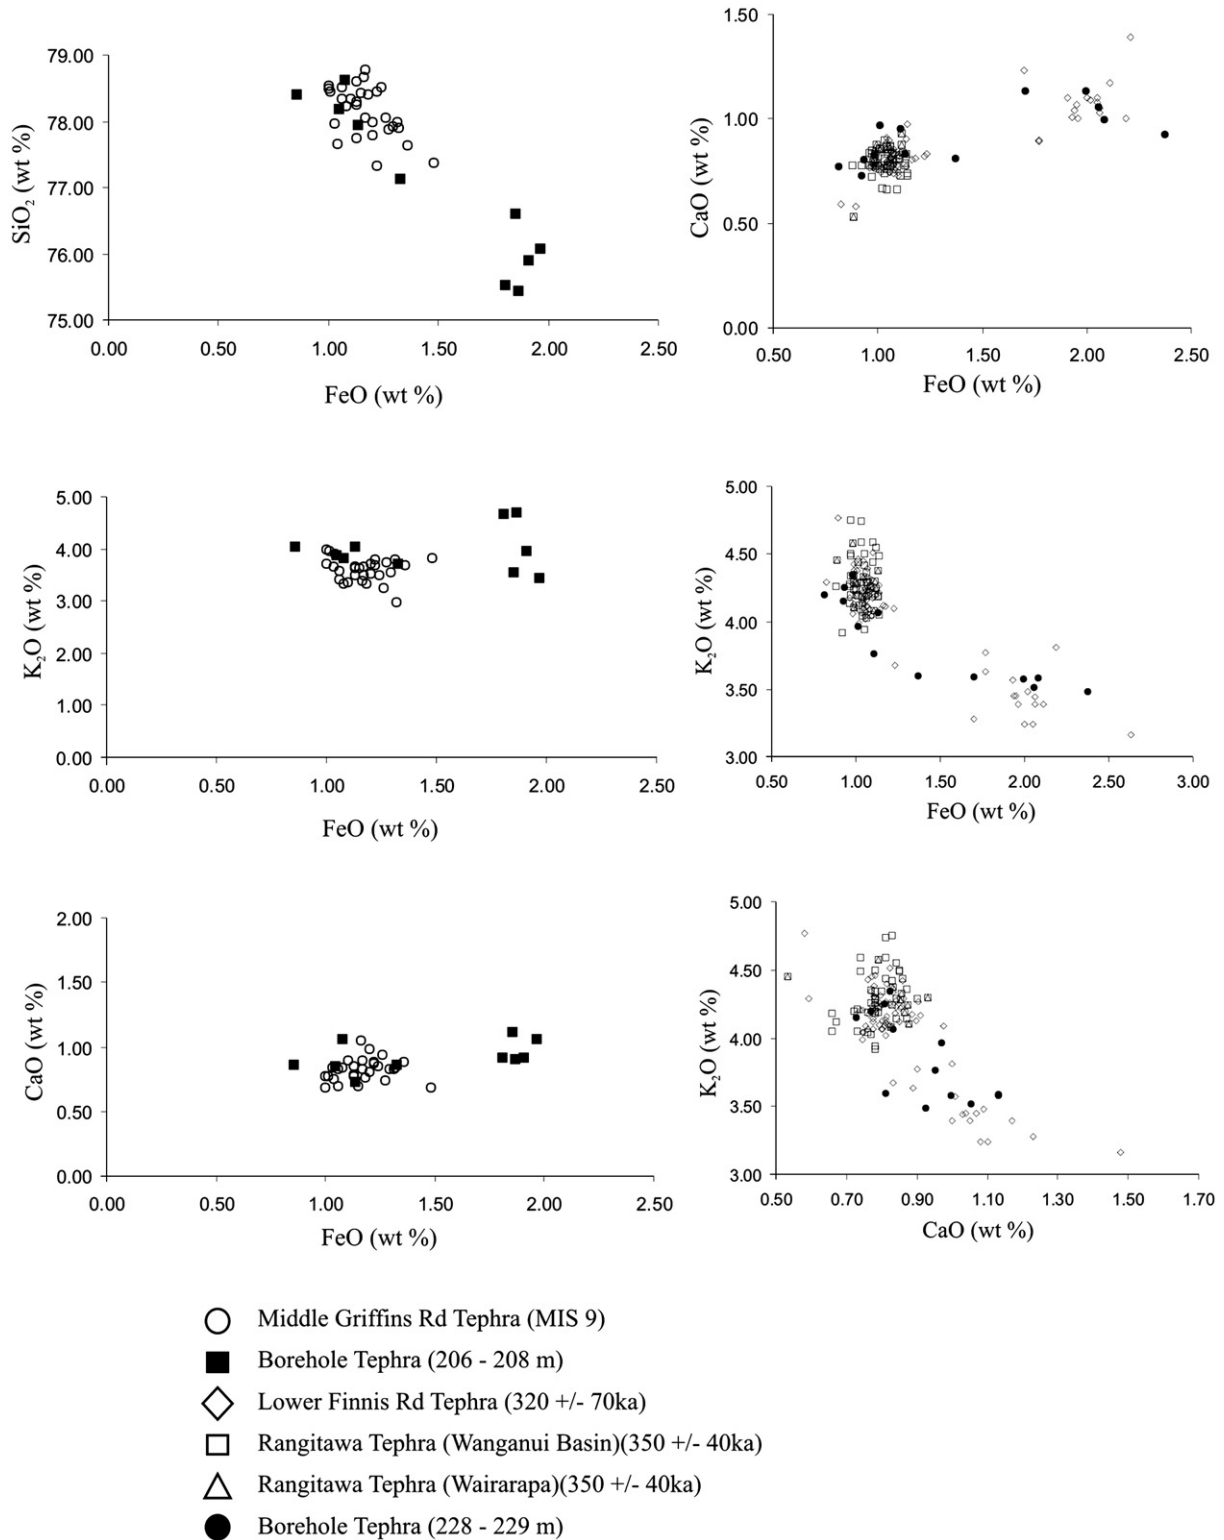 SiO₂ (wt %)
79.00
78.00
77.00
76.00
75.00
0.00 0.50 1.00 1.50 2.00 2.50
FeO (wt %)
CaO (wt %)
1.50
1.00
0.50
0.00
0.50 1.00 1.50 2.00 2.50
FeO (wt %)
K₂O (wt %)
5.00
4.00
3.00
2.00
1.00
0.00
0.00 0.50 1.00 1.50 2.00 2.50
FeO (wt %)
K₂O (wt %)
5.00
4.50
4.00
3.50
3.00
0.50 1.00 1.50 2.00 2.50 3.00
FeO (wt %)
CaO (wt %)
2.00
1.50
1.00
0.50
0.00
0.00 0.50 1.00 1.50 2.00 2.50
FeO (wt %)
K₂O (wt %)
5.00
4.50
4.00
3.50
3.00
0.50 0.70 0.90 1.10 1.30 1.50 1.70
CaO (wt %)
Middle Griffins Rd Tephra (MIS 9)
Borehole Tephra (206 - 208 m)
Lower Finnis Rd Tephra (320 +/- 70ka)
Rangitawa Tephra (Wanganui Basin)(350 +/- 40ka)
Rangitawa Tephra (Wairarapa)(350 +/- 40ka)
Borehole Tephra (228 - 229 m)